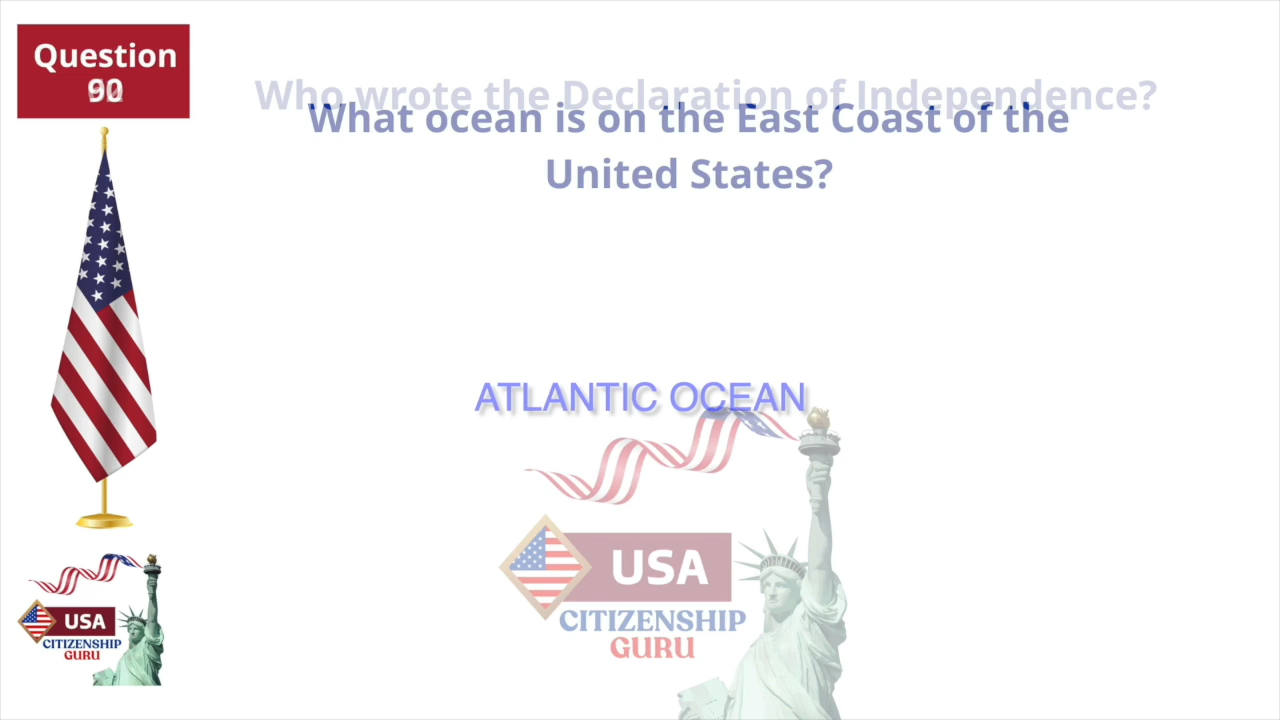 Question
90
Who wrote the Declaration of Independence?
What ocean is on the East Coast of the
United States?
ATLANTIC OCEAN
USA
CITIZENSHIP
GURU
USA
CITIZENSHIP
GURU